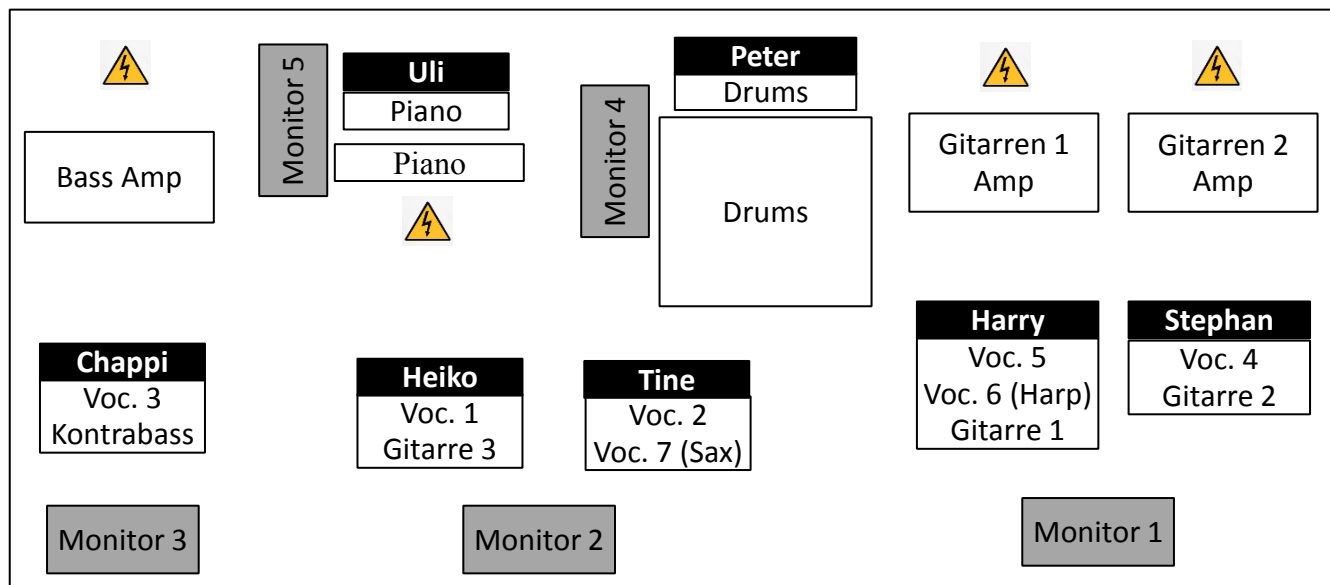 Monitor 5
Uli
Piano
Piano
Peter
Drums
Drums
Monitor 4
Bass Amp
Gitarren 1
Amp
Gitarren 2
Amp
Chappi
Voc. 3
Kontrabass
Heiko
Voc. 1
Gitarre 3
Tine
Voc. 2
Voc. 7 (Sax)
Harry
Voc. 5
Voc. 6 (Harp)
Gitarre 1
Stephan
Voc. 4
Gitarre 2
Monitor 3
Monitor 2
Monitor 1